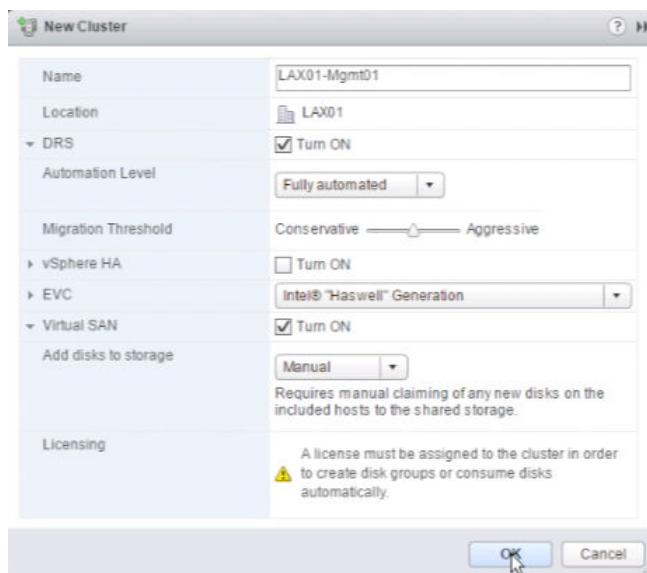 New Cluster
?
Name
LAX01-Mgmt01
Location
LAX01
DRS
Turn ON
Automation Level
Fully automated
Migration Threshold
Conservative
Aggressive
vSphere HA
Turn ON
EVC
Intel® "Haswell" Generation
Virtual SAN
Turn ON
Add disks to storage
Manual
Requires manual claiming of any new disks on the
included hosts to the shared storage.
Licensing
A license must be assigned to the cluster in order
to create disk groups or consume disks
automatically.
OK
Cancel